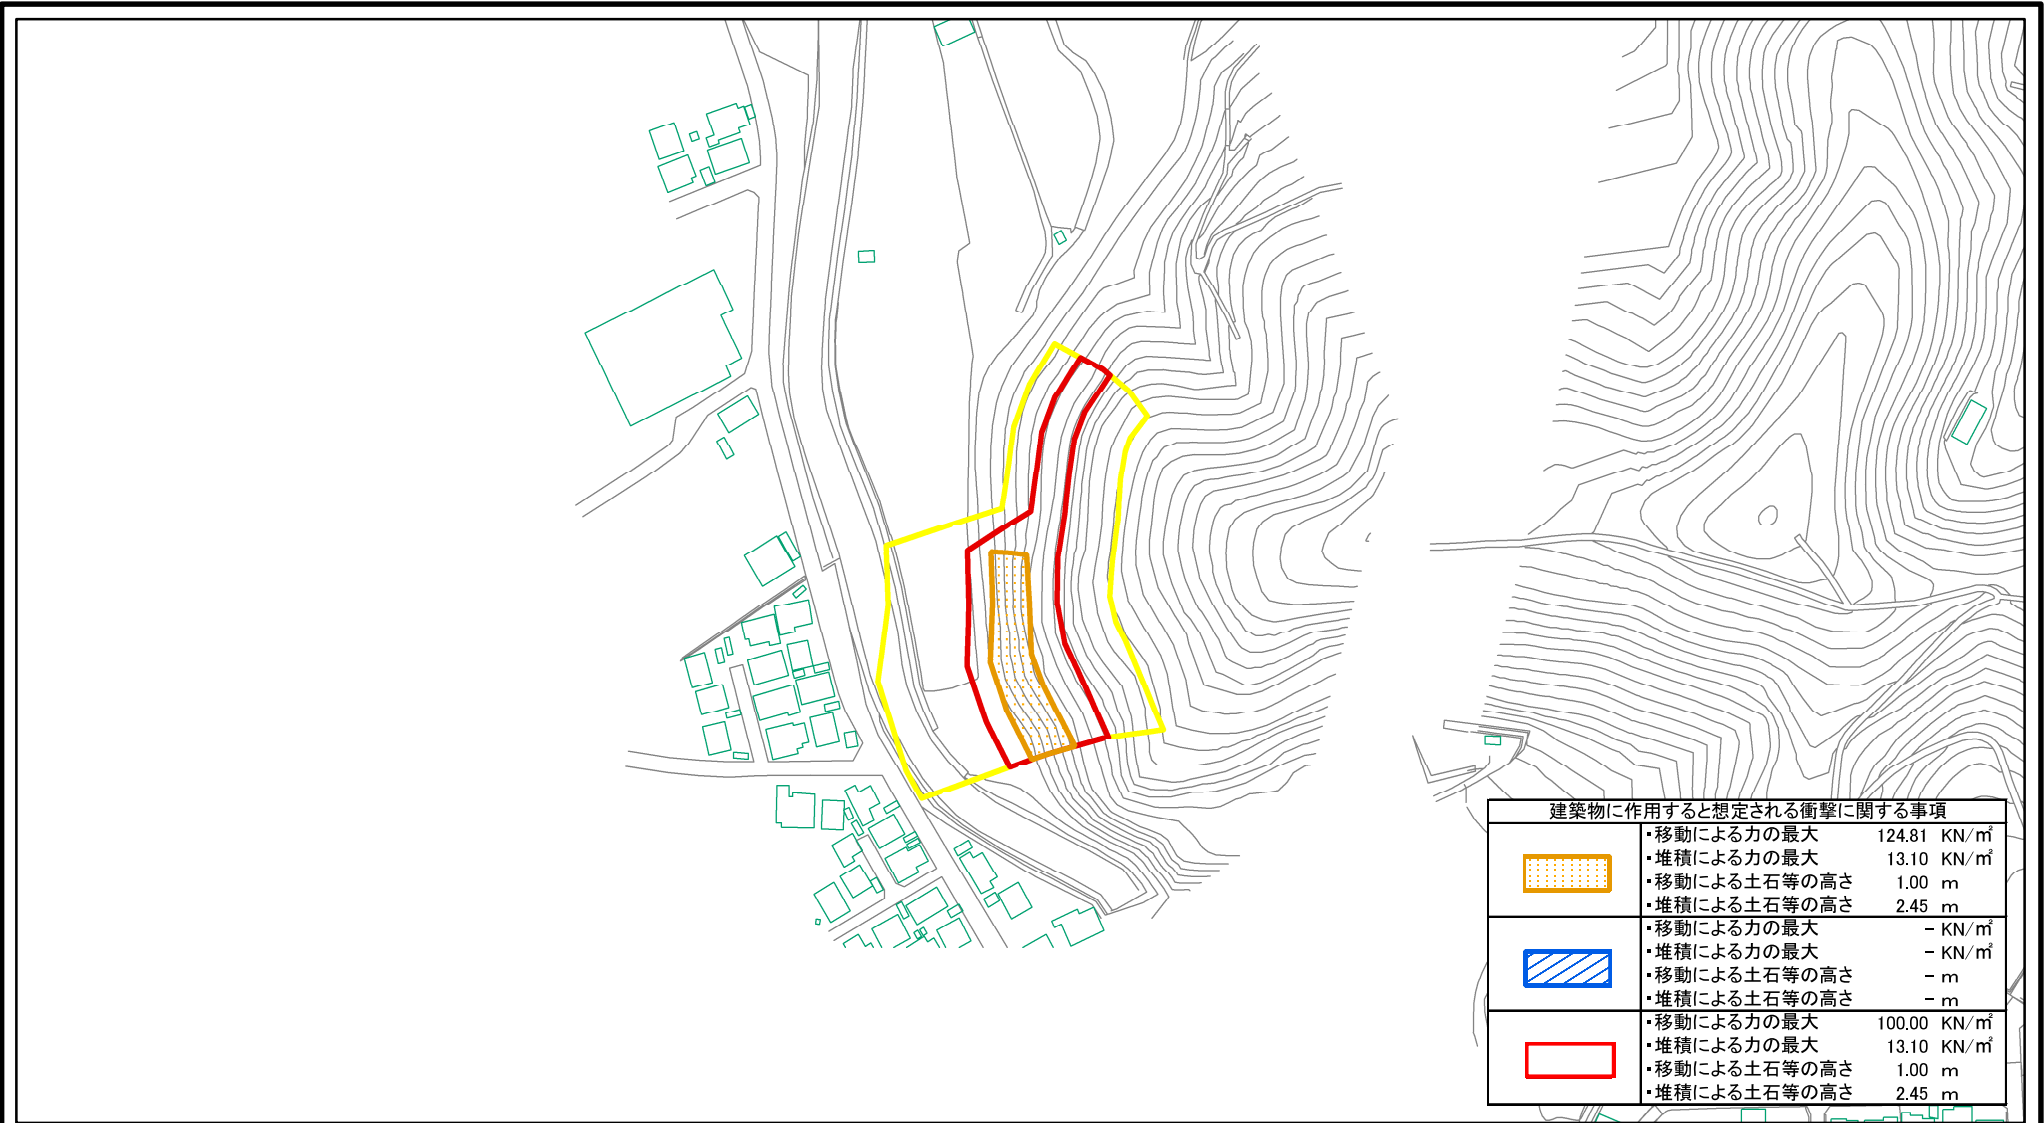 建築物に作用すると想定される衝撃に関する事項
・移動による力の最大 124.81 KN/㎡
・堆積による力の最大 13.10 KN/㎡
・移動による土石等の高さ 1.00 m
・堆積による土石等の高さ 2.45 m
・移動による力の最大 - KN/㎡
・堆積による力の最大 - KN/㎡
・移動による土石等の高さ - m
・堆積による土石等の高さ - m
・移動による力の最大 100.00 KN/㎡
・堆積による力の最大 13.10 KN/㎡
・移動による土石等の高さ 1.00 m
・堆積による土石等の高さ 2.45 m